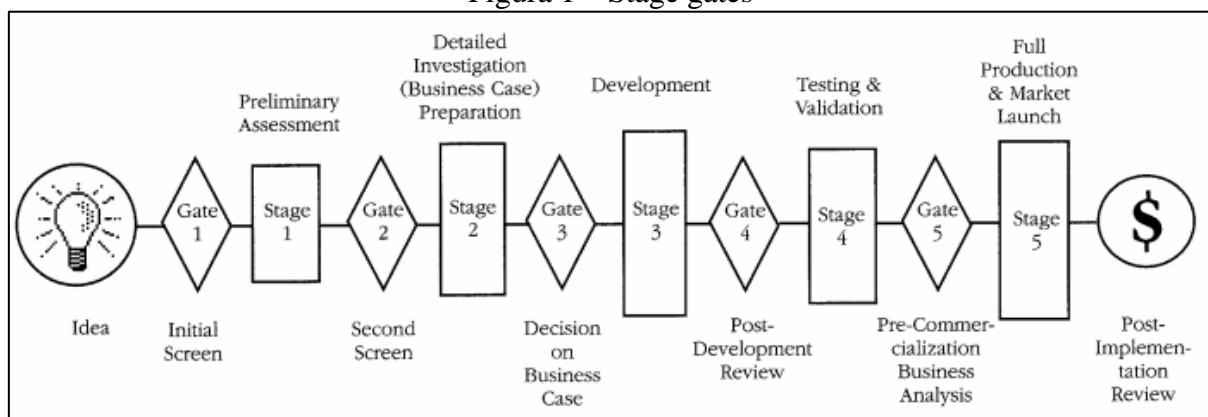 Figura 1 – Stage gates
Detailed
Investigation
(Business Case)
Preparation
Full
Production
& Market
Launch
Preliminary
Assessment
Development
Testing &
Validation
Gate
1
Stage
1
Gate
2
Stage
2
Gate
3
Stage
3
Gate
4
Stage
4
Gate
5
Stage
5
$
Idea
Initial
Screen
Second
Screen
Decision
on
Business
Case
Post-
Development
Review
Pre-Commer-
cialization
Business
Analysis
Post-
Implemen-
tation
Review